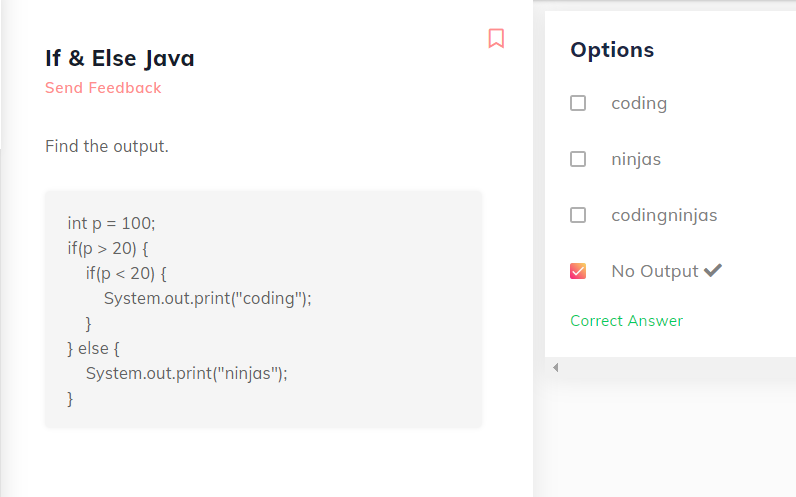 If & Else Java
Send Feedback
Find the output.
int p = 100;
if(p > 20) {
    if(p < 20) {
        System.out.print("coding");
    }
} else {
    System.out.print("ninjas");
}
Options
coding
ninjas
codingninjas
No Output
Correct Answer